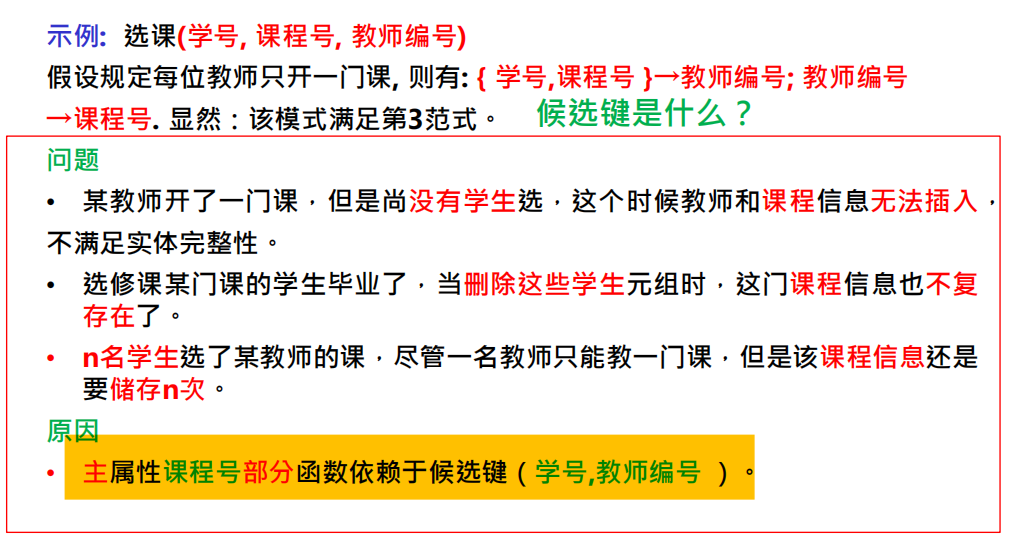 示例:  选课(学号, 课程号, 教师编号)
假设规定每位教师只开一门课, 则有: { 学号,课程号 }→教师编号; 教师编号
→课程号. 显然：该模式满足第3范式。
候选键是什么？
问题
• 某教师开了一门课，但是尚没有学生选，这个时候教师和课程信息无法插入，
不满足实体完整性。
• 选修课某门课的学生毕业了，当删除这些学生元组时，这门课程信息也不复
存在了。
• n名学生选了某教师的课，尽管一名教师只能教一门课，但是该课程信息还是
要储存n次。
原因
• 主属性课程号部分函数依赖于候选键（学号,教师编号 ）。